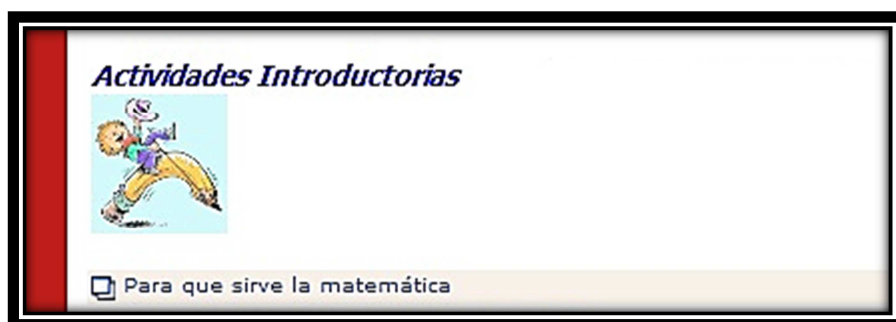 Actividades Introductorias
Para que sirve la matemática